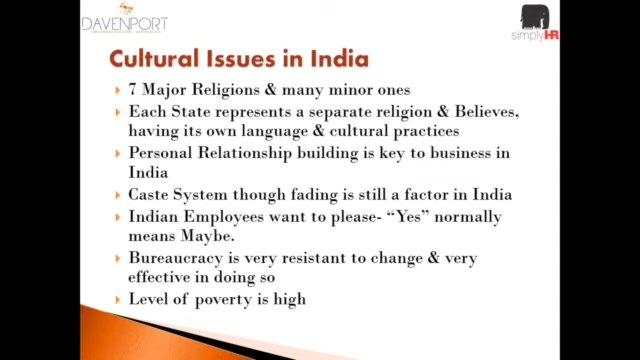 DAVENPORT
simplyHR
Cultural Issues in India
7 Major Religions & many minor ones
Each State represents a separate religion & Believes,
having its own language & cultural practices
Personal Relationship building is key to business in
India
Caste System though fading is still a factor in India
Indian Employees want to please- “Yes” normally
means Maybe.
Bureaucracy is very resistant to change & very
effective in doing so
Level of poverty is high